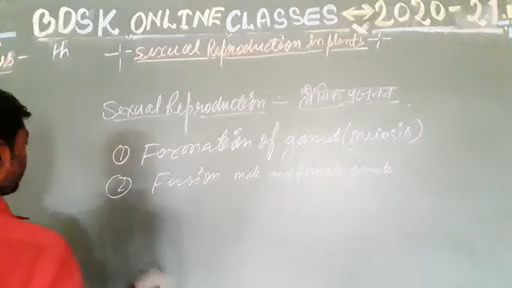 BDSK ONLINE CLASSES ↔ 2020-21
th Sexual Reproduction in plants
Sexual Reproduction :- लैंगिक प्रजनन
① Formation of gamet (meiosis)
② Fusion male and female gamets